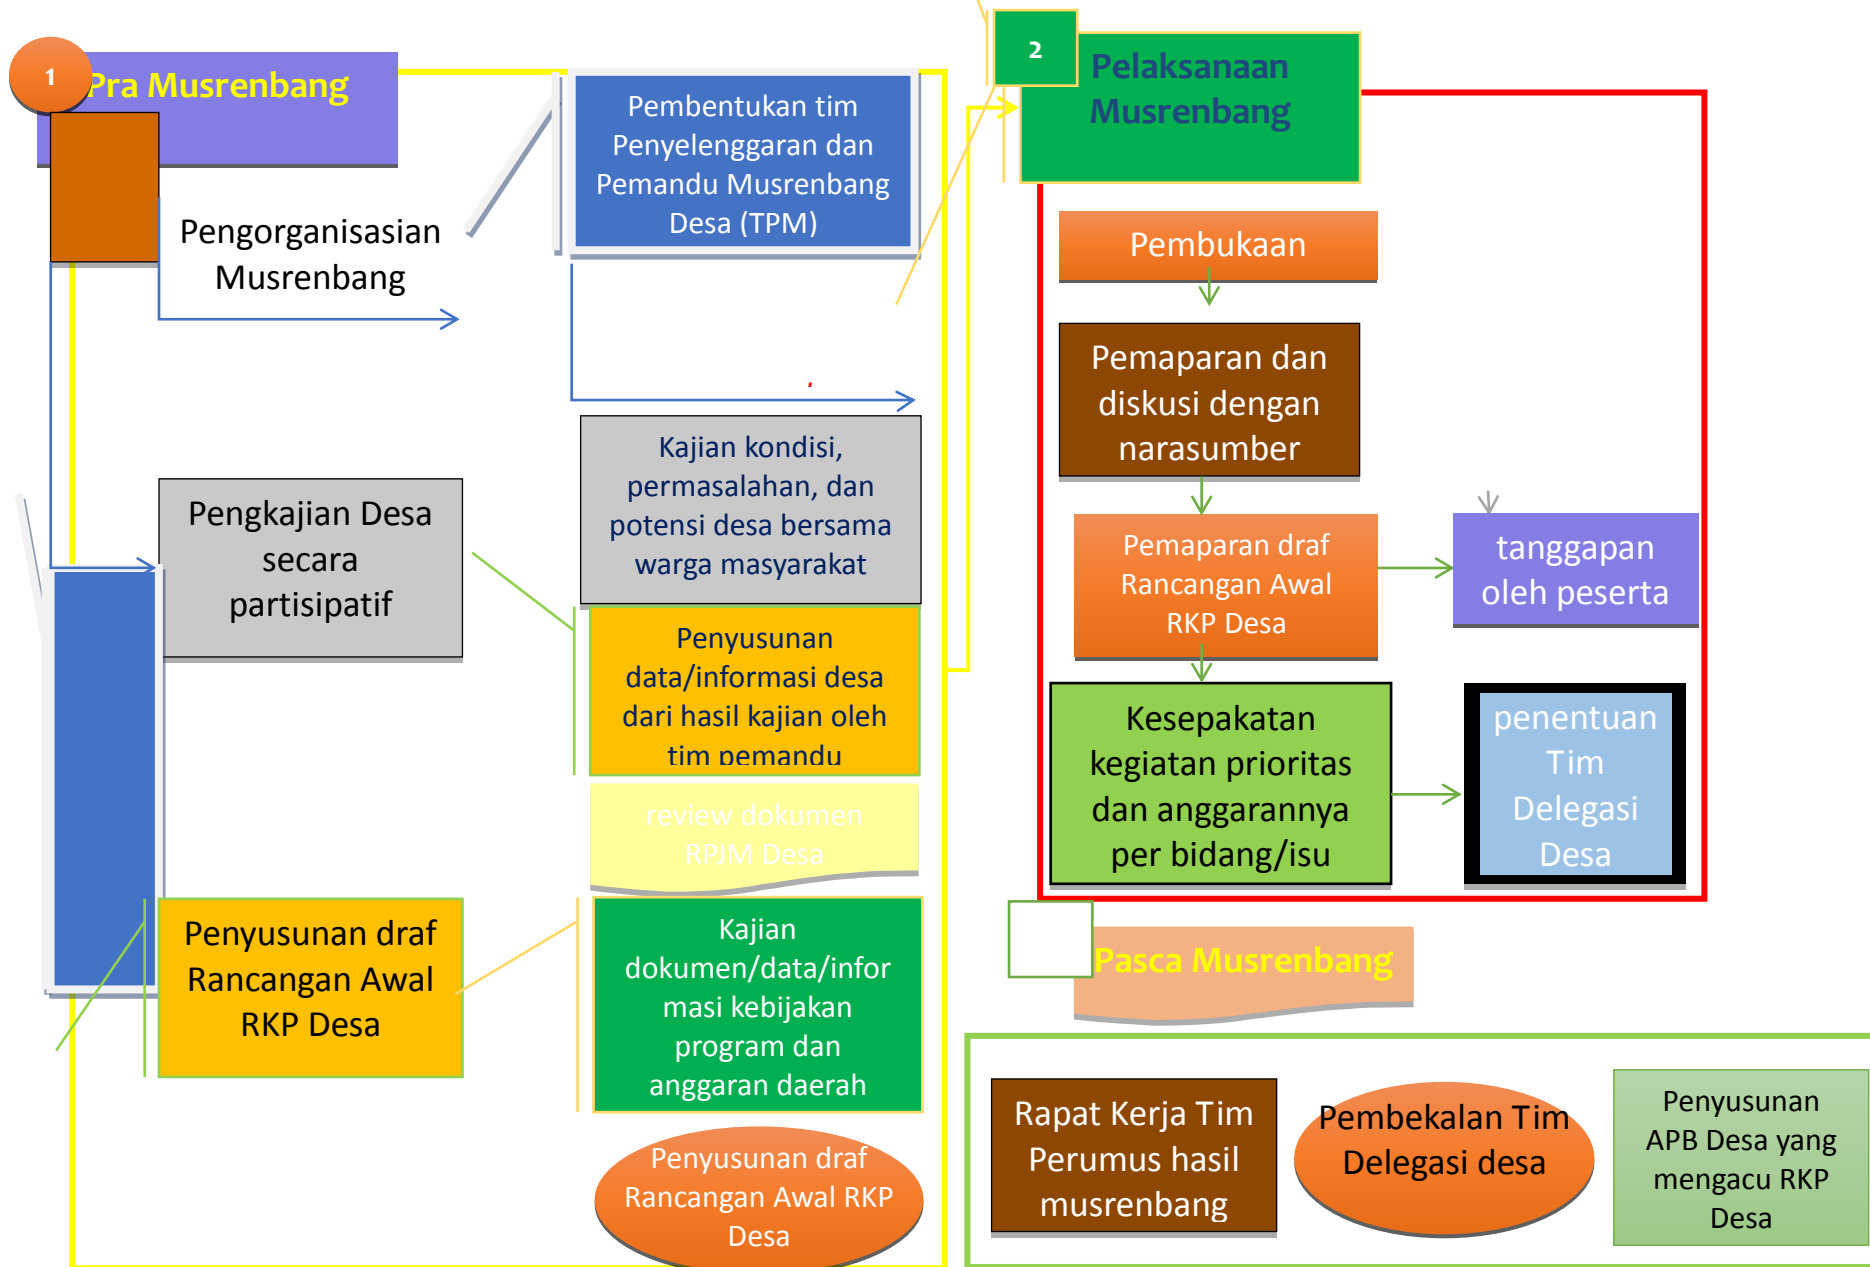 1
Pra Musrenbang
Pengorganisasian
Musrenbang
Pembentukan tim
Penyelenggaran dan
Pemandu Musrenbang
Desa (TPM)
Pengkajian Desa
secara
partisipatif
Kajian kondisi,
permasalahan, dan
potensi desa bersama
warga masyarakat
Penyusunan
data/informasi desa
dari hasil kajian oleh
tim pemandu
review dokumen
RPJM Desa
Penyusunan draf
Rancangan Awal
RKP Desa
Kajian
dokumen/data/infor
masi kebijakan
program dan
anggaran daerah
Penyusunan draf
Rancangan Awal RKP
Desa
2
Pelaksanaan
Musrenbang
Pembukaan
Pemaparan dan
diskusi dengan
narasumber
Pemaparan draf
Rancangan Awal
RKP Desa
tanggapan
oleh peserta
Kesepakatan
kegiatan prioritas
dan anggarannya
per bidang/isu
penentuan
Tim
Delegasi
Desa
Pasca Musrenbang
Rapat Kerja Tim
Perumus hasil
musrenbang
Pembekalan Tim
Delegasi desa
Penyusunan
APB Desa yang
mengacu RKP
Desa